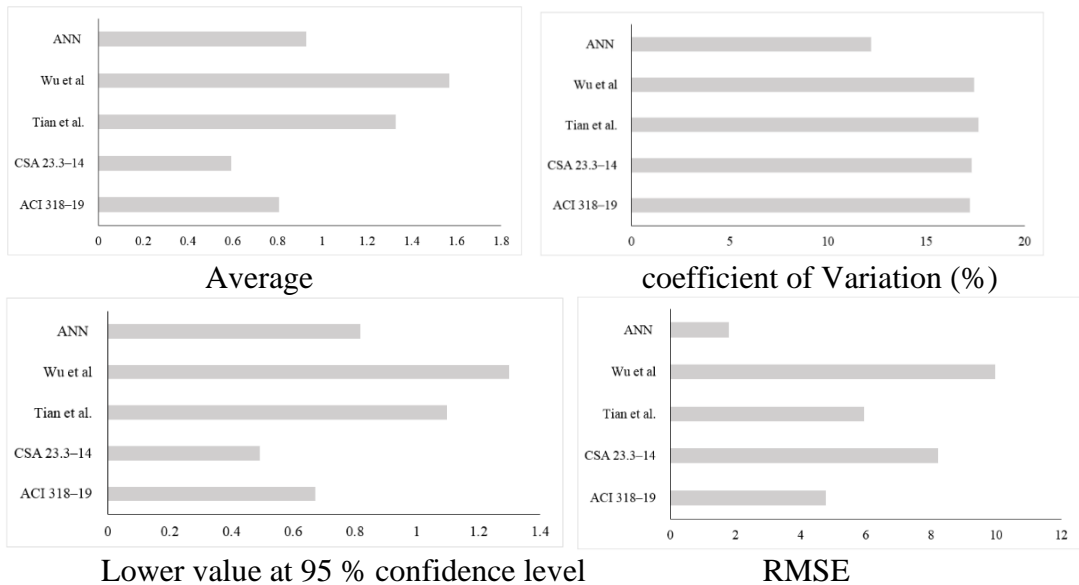 ANN
Wu et al
Tian et al.
CSA 23.3–14
ACI 318–19
0 0.2 0.4 0.6 0.8 1 1.2 1.4 1.6 1.8
Average
ANN
Wu et al
Tian et al.
CSA 23.3–14
ACI 318–19
0 5 10 15 20
coefficient of Variation (%)
ANN
Wu et al
Tian et al.
CSA 23.3–14
ACI 318–19
0 0.2 0.4 0.6 0.8 1 1.2 1.4
Lower value at 95 % confidence level
ANN
Wu et al
Tian et al.
CSA 23.3–14
ACI 318–19
0 2 4 6 8 10 12
RMSE